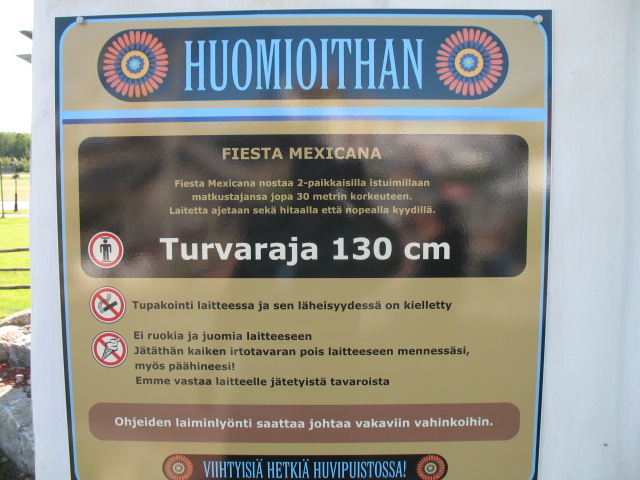 HUOMIOITHAN
FIESTA MEXICANA
Fiesta Mexicana nostaa 2-paikkaisilla istuimillaan
matkustajansa jopa 30 metrin korkeuteen.
Laitetta ajetaan sekä hitaalla että nopealla kyydillä.
Turvaraja 130 cm
Tupakointi laitteessa ja sen läheisyydessä on kielletty
Ei ruokia ja juomia laitteeseen
Jätäthän kaiken irtotavaran pois laitteeseen mennessäsi,
myös päähineesi!
Emme vastaa laitteelle jätetyistä tavaroista
Ohjeiden laiminlyönti saattaa johtaa vakaviin vahinkoihin.
VIIHTYISIÄ HETKIÄ HUVIPUISTOSSA!